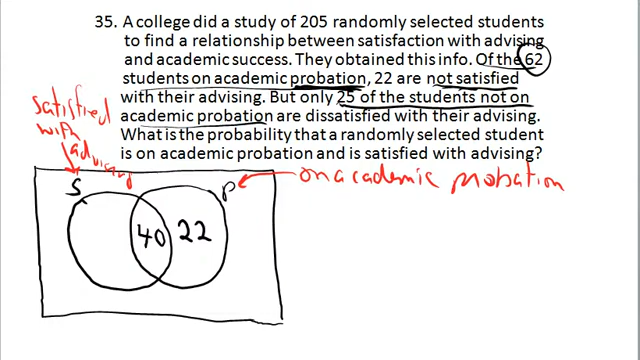 35. A college did a study of 205 randomly selected students
to find a relationship between satisfaction with advising
and academic success. They obtained this info. Of the 62
students on academic probation, 22 are not satisfied
with their advising. But only 25 of the students not on
academic probation are dissatisfied with their advising.
What is the probability that a randomly selected student
is on academic probation and is satisfied with advising?
satisfied
with
advising
S
P
on academic probation
40 22